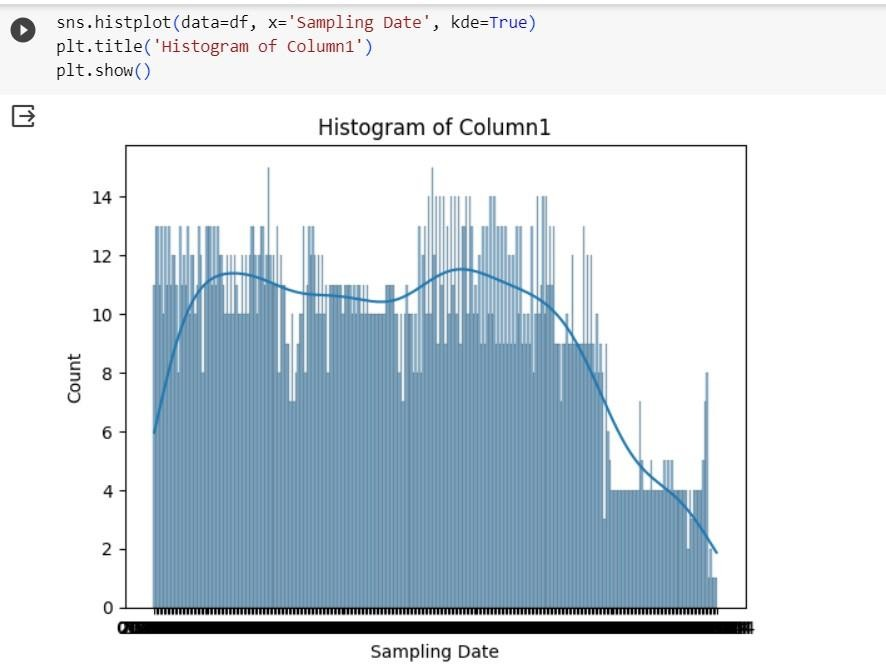 sns.histplot(data=df, x='Sampling Date', kde=True)
plt.title('Histogram of Column1')
plt.show()
Histogram of Column1
14
12
10
8
6
4
2
0
Count
Sampling Date